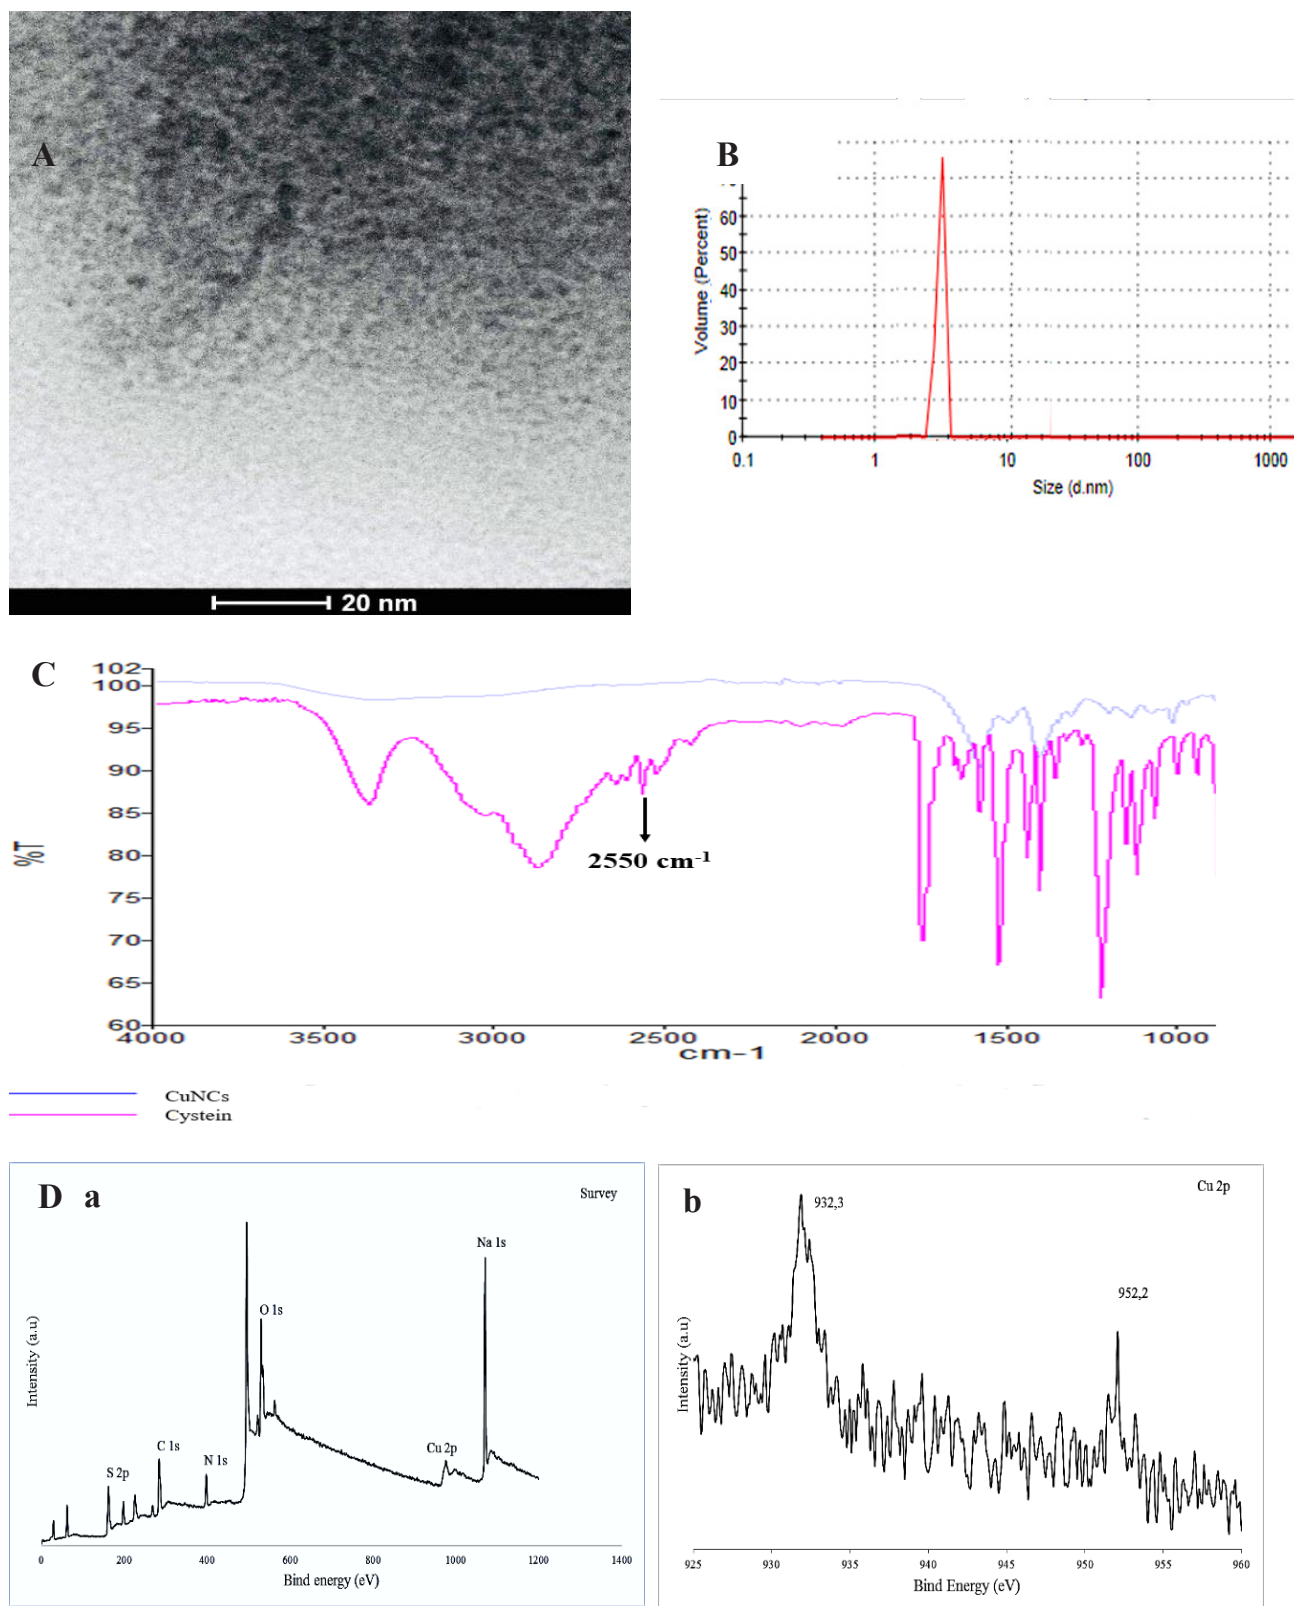 A
20 nm
B
Volume (Percent)
60
50
40
30
20
10
0
0.1 1 10 100 1000
Size (d.nm)
C
%T
102
100
95
90
85
80
75
70
65
60
2550 cm-1
4000 3500 3000 2500 2000 1500 1000
cm-1
CuNCs
Cystein
D a
Survey
Intensity (a.u)
S 2p
C 1s
N 1s
O 1s
Cu 2p
Na 1s
0 200 400 600 800 1000 1200 1400
Bind energy (eV)
b
Cu 2p
Intensity (a.u)
932,3
952,2
925 930 935 940 945 950 955 960
Bind Energy (eV)